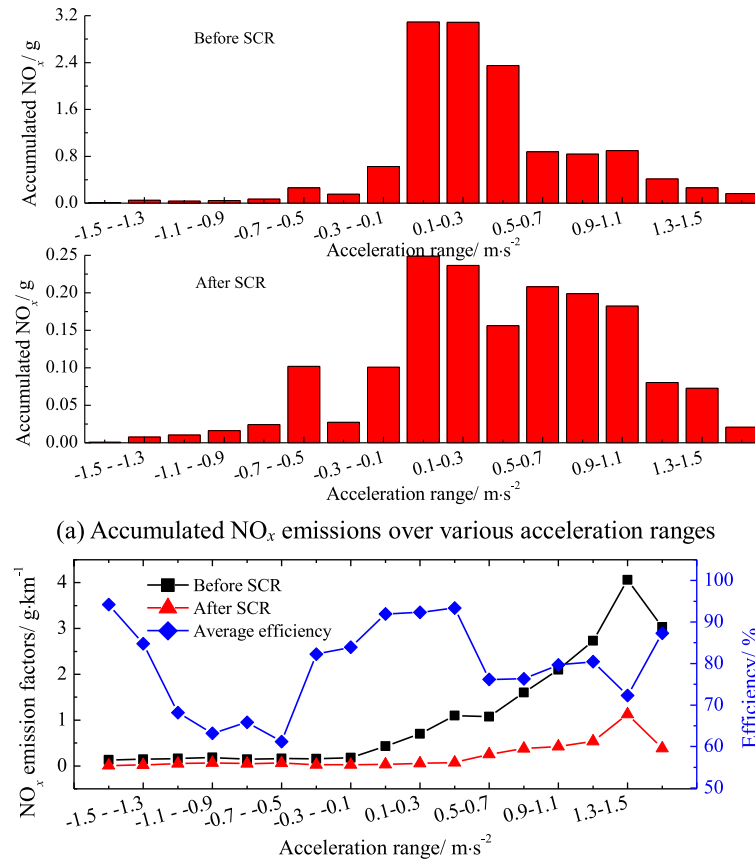 3.2
2.4
1.6
0.8
0.0
Accumulated NOx/ g
Before SCR
-1.5 - -1.3
-1.1 - -0.9
-0.7 - -0.5
-0.3 - -0.1
0.1-0.3
0.5-0.7
0.9-1.1
1.3-1.5
Acceleration range/ m·s-2
0.25
0.20
0.15
0.10
0.05
0.00
Accumulated NOx/ g
After SCR
-1.5 - -1.3
-1.1 - -0.9
-0.7 - -0.5
-0.3 - -0.1
0.1-0.3
0.5-0.7
0.9-1.1
1.3-1.5
Acceleration range/ m·s-2
(a) Accumulated NOx emissions over various acceleration ranges
4
3
2
1
0
NOx emission factors/ g·km-1
Before SCR
After SCR
Average efficiency
100
90
80
70
60
50
Efficiency/ %
-1.5 - -1.3
-1.1 - -0.9
-0.7 - -0.5
-0.3 - -0.1
0.1-0.3
0.5-0.7
0.9-1.1
1.3-1.5
Acceleration range/ m·s-2